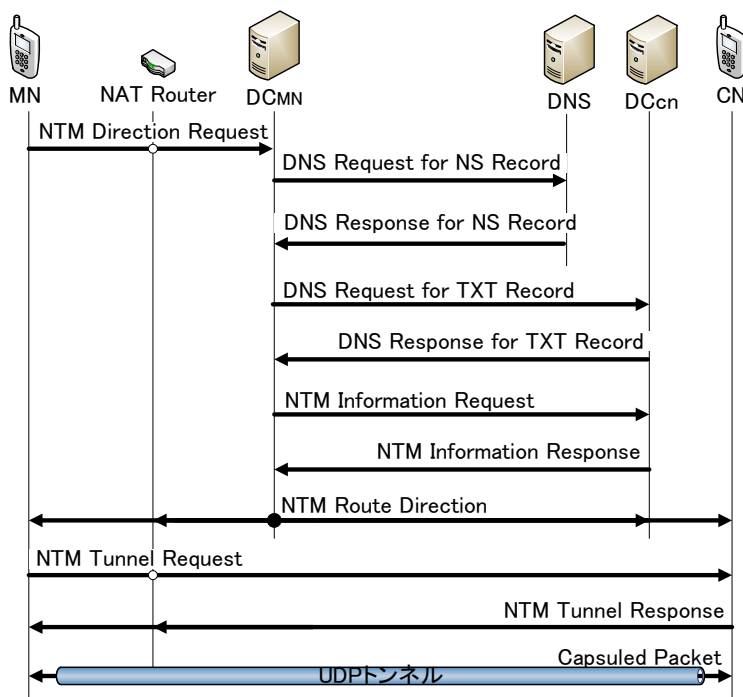 MN
NAT Router
DCMN
DNS
DCcn
CN
NTM Direction Request
DNS Request for NS Record
DNS Response for NS Record
DNS Request for TXT Record
DNS Response for TXT Record
NTM Information Request
NTM Information Response
NTM Route Direction
NTM Tunnel Request
NTM Tunnel Response
Capsuled Packet
UDPトンネル